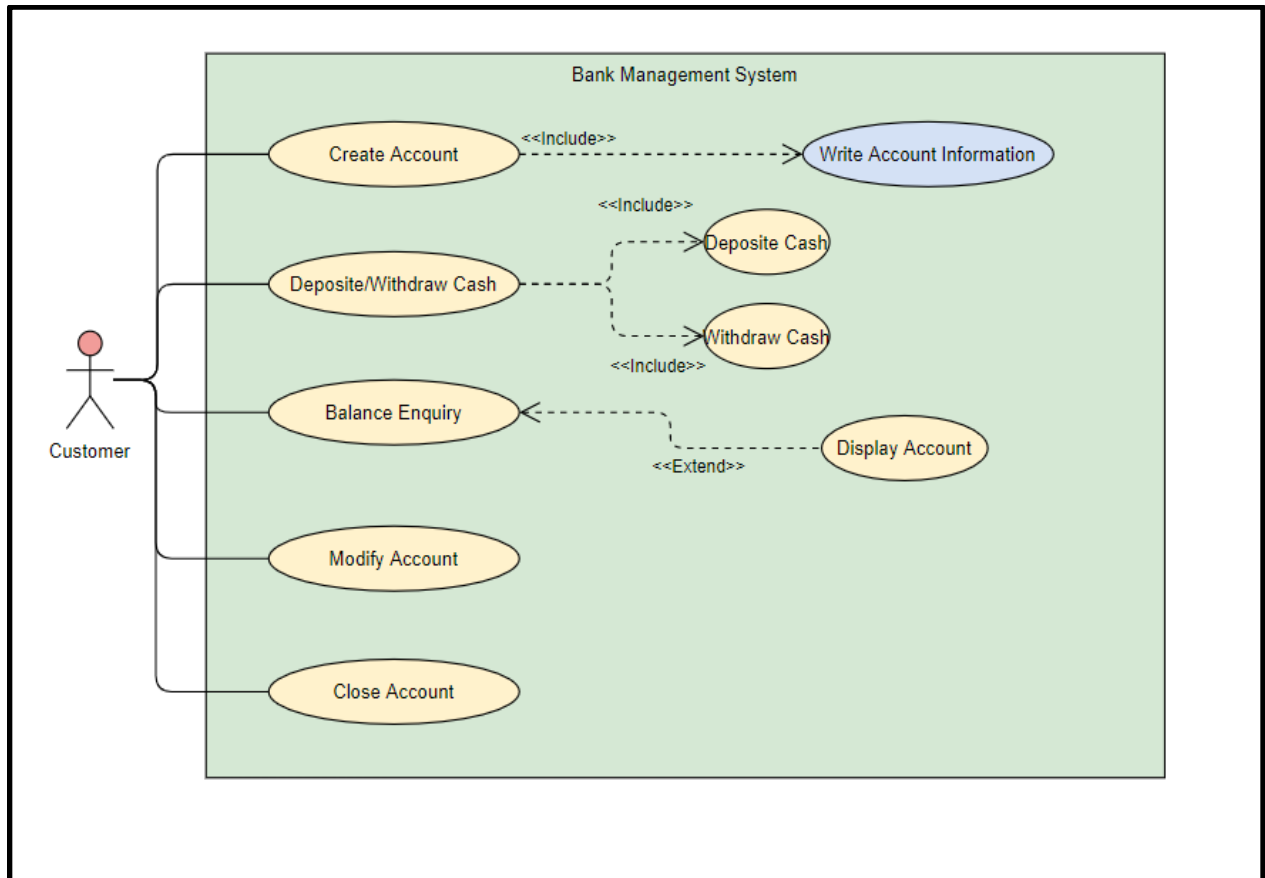 Bank Management System
<<Include>>
Create Account
Write Account Information
<<Include>>
Deposite Cash
Deposite/Withdraw Cash
Withdraw Cash
<<Include>>
Balance Enquiry
Customer
Display Account
<<Extend>>
Modify Account
Close Account